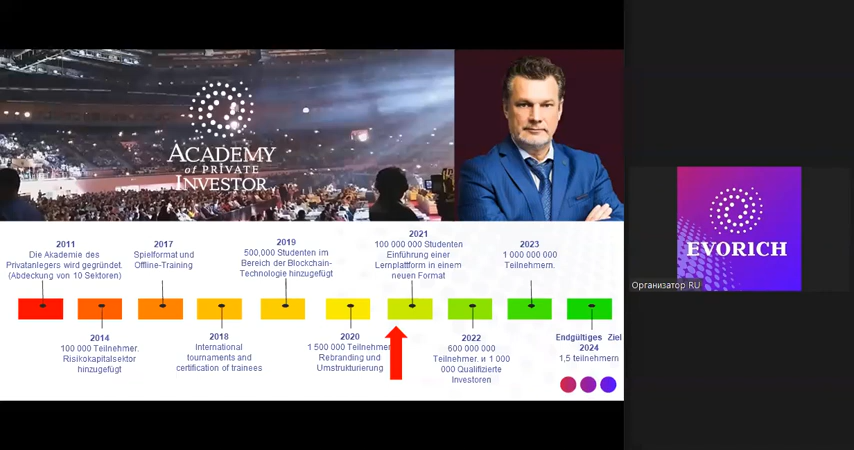 ACADEMY
of PRIVATE
INVESTOR
EVORICH
Организатор RU
2011
Die Akademie des
Privatanlegers wird gegründet.
(Abdeckung von 10 Sektoren)
2017
Spielformat und
Offline-Training
2019
500,000 Studenten im
Bereich der Blockchain-
Technologie hinzugefügt
2021
100 000 000 Studenten
Einführung einer
Lernplattform in einem
neuen Format
2023
1 000 000 000
Teilnehmern.
2014
100 000 Teilnehmer.
Risikokapitalsektor
hinzugefügt
2018
International
tournaments and
certification of trainees
2020
1 500 000 Teilnehmer
Rebranding und
Umstrukturierung
2022
600 000 000
Teilnehmer. и 1 000
000 Qualifizierte
Investoren
Endgültiges Ziel
2024
1,5 teilnehmern